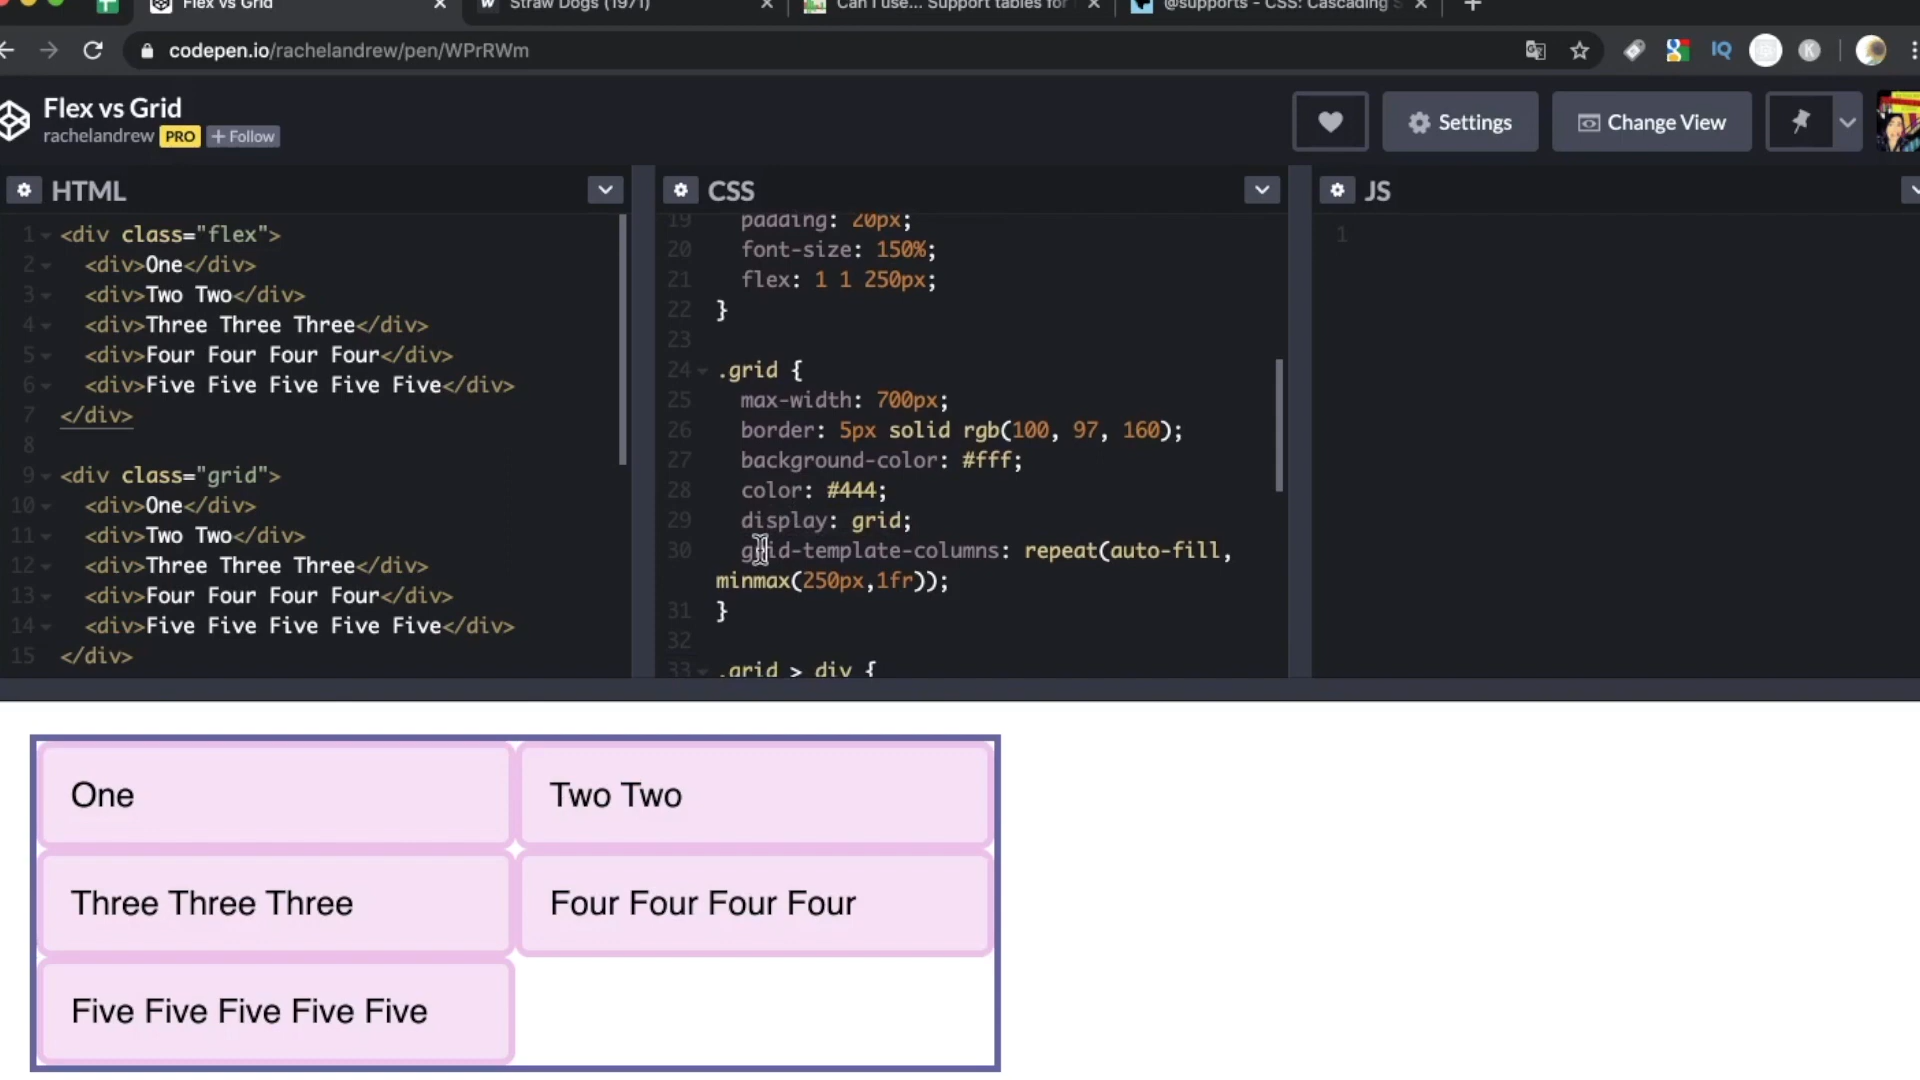 Flex vs Grid
Straw Dogs (1971)
Can I use... Support tables for
@supports - CSS: Cascading S
codepen.io/rachelandrew/pen/WPrRWm
IQ
K
Flex vs Grid
rachelandrew PRO + Follow
Settings
Change View
HTML
1 <div class="flex">
2 <div>One</div>
3 <div>Two Two</div>
4 <div>Three Three Three</div>
5 <div>Four Four Four Four</div>
6 <div>Five Five Five Five Five</div>
7 </div>
8
9 <div class="grid">
10 <div>One</div>
11 <div>Two Two</div>
12 <div>Three Three Three</div>
13 <div>Four Four Four Four</div>
14 <div>Five Five Five Five Five</div>
15 </div>
CSS
19 padding: 20px;
20 font-size: 150%;
21 flex: 1 1 250px;
22 }
23
24 .grid {
25 max-width: 700px;
26 border: 5px solid rgb(100, 97, 160);
27 background-color: #fff;
28 color: #444;
29 display: grid;
30 grid-template-columns: repeat(auto-fill,
minmax(250px,1fr));
31 }
32
33 .grid > div {
JS
1
One
Two Two
Three Three Three
Four Four Four Four
Five Five Five Five Five